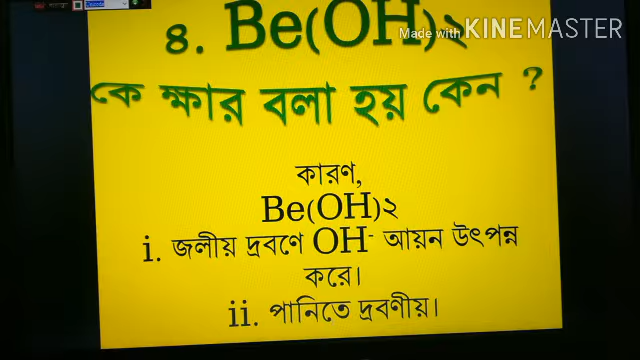 Made with KINEMASTER
৪. Be(OH)২
কে ক্ষার বলা হয় কেন ?
কারণ,
Be(OH)২
i. জলীয় দ্রবণে OH- আয়ন উৎপন্ন
করে।
ii. পানিতে দ্রবণীয়।